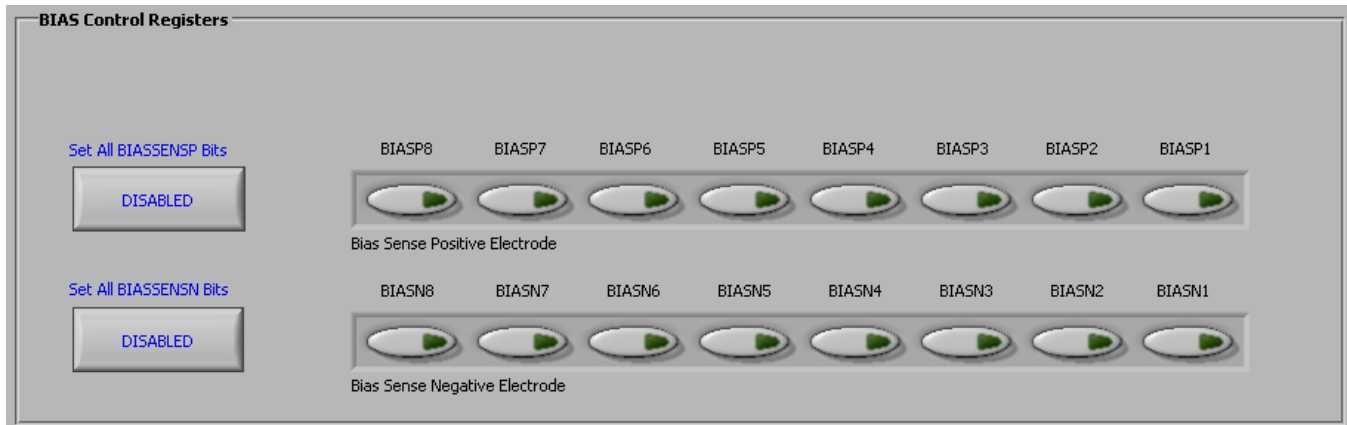 BIAS Control Registers
Set All BIASSENSP Bits
BIASP8 BIASP7 BIASP6 BIASP5 BIASP4 BIASP3 BIASP2 BIASP1
DISABLED
Bias Sense Positive Electrode
Set All BIASSENSN Bits
BIASN8 BIASN7 BIASN6 BIASN5 BIASN4 BIASN3 BIASN2 BIASN1
DISABLED
Bias Sense Negative Electrode